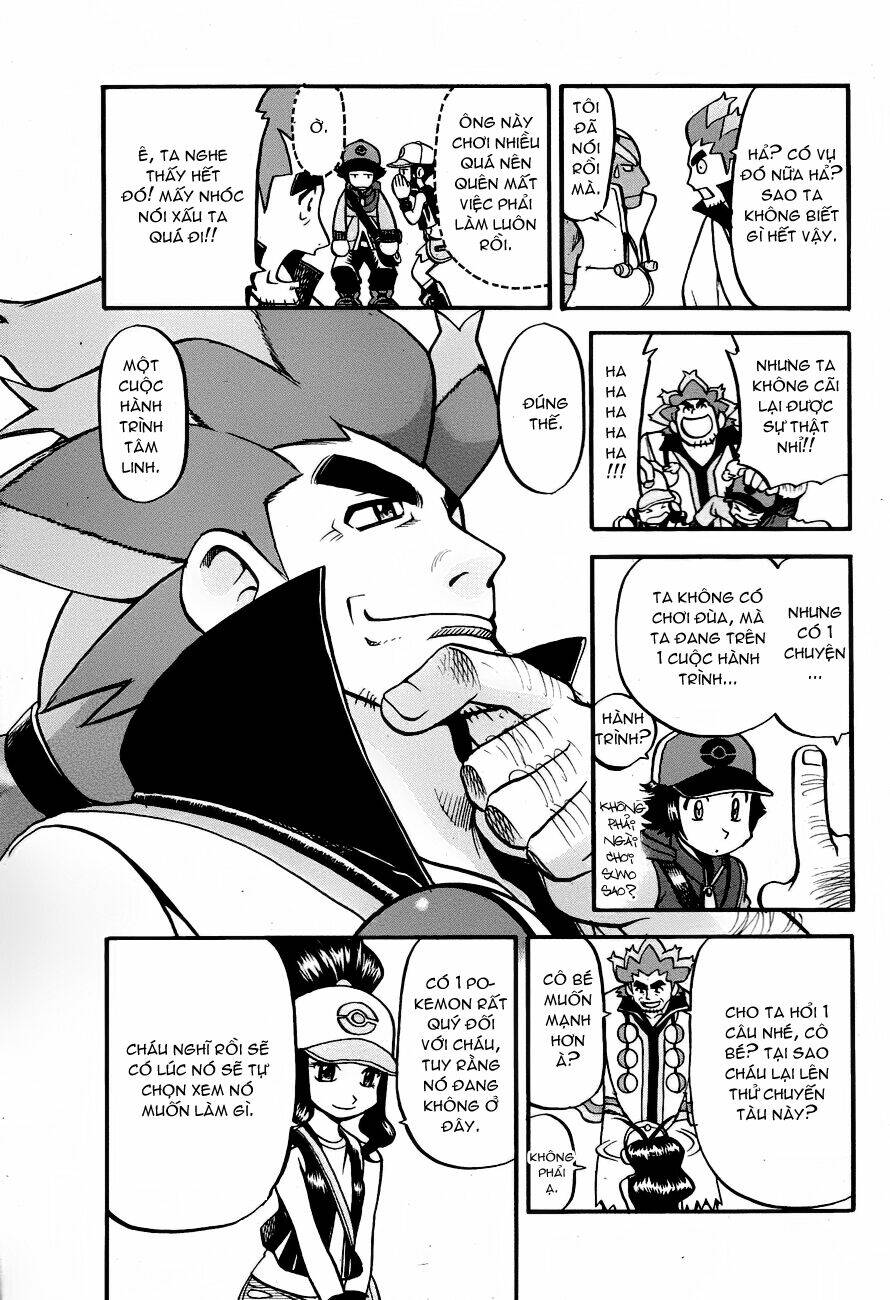 HẢ? CÓ VỤ
ĐÓ NỮA HẢ?
SAO TA
KHÔNG BIẾT
GÌ HẾT VẬY.
TÔI
ĐÃ
NÓI RỒI
MÀ.
ÔNG NÀY
CHƠI NHIỀU
QUÁ NÊN
QUÊN MẤT
VIỆC PHẢI
LÀM LUÔN
RỒI.
Ờ.
Ê, TA NGHE
THẤY HẾT
ĐÓ! MẤY NHÓC
NÓI XẤU TA
QUÁ ĐI!!
NHƯNG TA
KHÔNG CÃI
LẠI ĐƯỢC
SỰ THẬT
NHỈ!!
HA
HA
HA
HA
HA
!!!
NHƯNG
CÓ 1
CHUYỆN
...
TA KHÔNG CÓ
CHƠI ĐÙA, MÀ
TA ĐANG TRÊN
1 CUỘC HÀNH
TRÌNH...
HÀNH
TRÌNH?
KHÔNG
PHẢI
NGÀI
CHƠI
SUMO
SAO?
ĐÚNG
THẾ.
MỘT
CUỘC
HÀNH
TRÌNH
TÂM
LINH.
CHO TA HỎI 1
CÂU NHÉ, CÔ
BÉ? TẠI SAO
CHÁU LẠI LÊN
THỬ CHUYẾN
TÀU NÀY?
CÔ BÉ
MUỐN
MẠNH
HƠN
À?
KHÔNG
PHẢI
Ạ.
CÓ 1 PO-
KEMON RẤT
QUÝ ĐỐI
VỚI CHÁU,
TUY RẰNG
NÓ ĐANG
KHÔNG Ở
ĐÂY.
CHÁU NGHĨ RỒI SẼ
CÓ LÚC NÓ SẼ TỰ
CHỌN XEM NÓ
MUỐN LÀM GÌ.